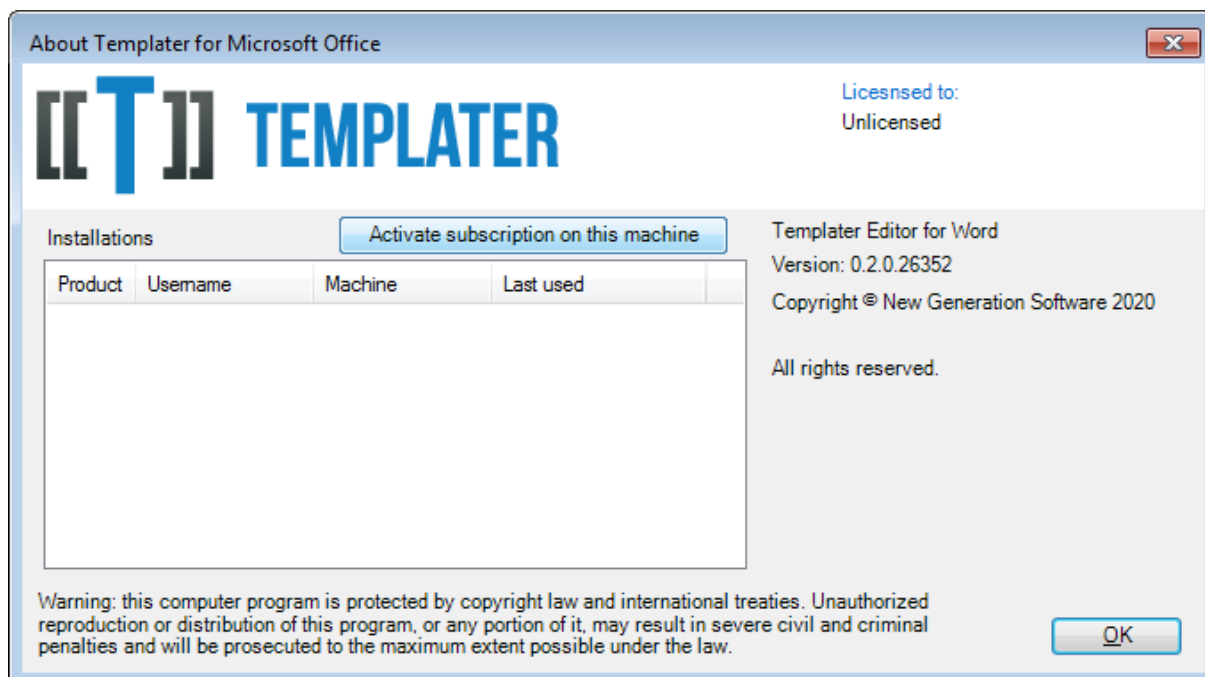 About Templater for Microsoft Office
[[T]] TEMPLATER
Licesnsed to:
Unlicensed
Installations
Activate subscription on this machine
Product Username Machine Last used
Templater Editor for Word
Version: 0.2.0.26352
Copyright © New Generation Software 2020
All rights reserved.
Warning: this computer program is protected by copyright law and international treaties. Unauthorized
reproduction or distribution of this program, or any portion of it, may result in severe civil and criminal
penalties and will be prosecuted to the maximum extent possible under the law.
OK